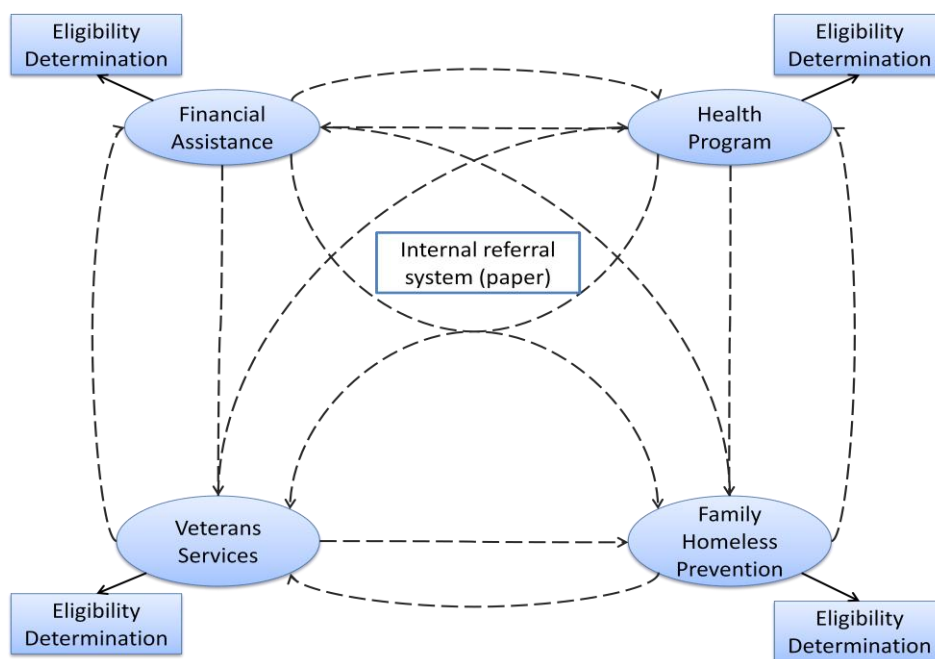 Eligibility
Determination
Eligibility
Determination
Financial
Assistance
Health
Program
Internal referral
system (paper)
Veterans
Services
Family
Homeless
Prevention
Eligibility
Determination
Eligibility
Determination